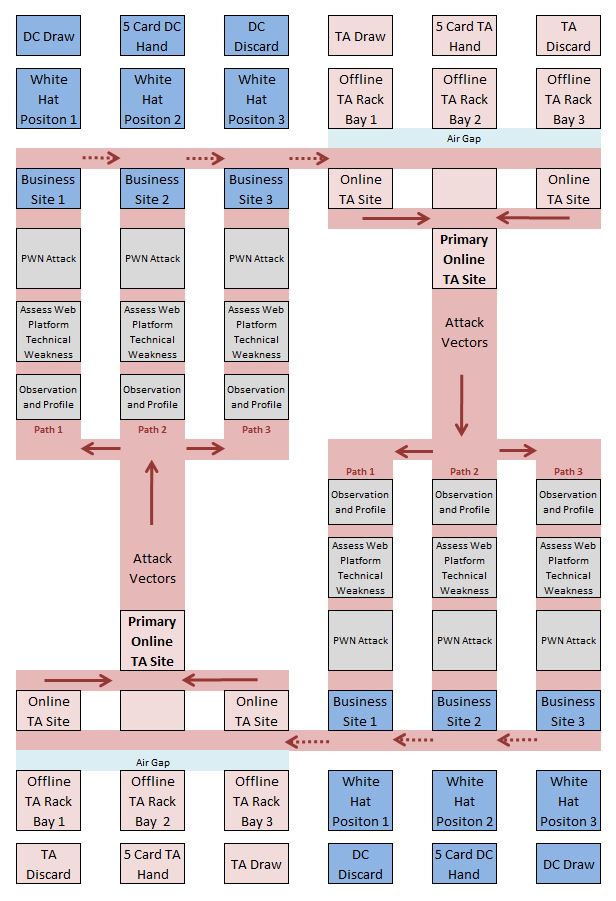 DC Draw
5 Card DC
Hand
DC
Discard
TA Draw
5 Card TA
Hand
TA
Discard
White
Hat
Positon 1
White
Hat
Positon 2
White
Hat
Positon 3
Offline
TA Rack
Bay 1
Offline
TA Rack
Bay 2
Offline
TA Rack
Bay 3
Air Gap
Business
Site 1
Business
Site 2
Business
Site 3
Online
TA Site
Online
TA Site
PWN Attack
PWN Attack
PWN Attack
Primary
Online
TA Site
Assess Web
Platform
Technical
Weakness
Assess Web
Platform
Technical
Weakness
Assess Web
Platform
Technical
Weakness
Attack
Vectors
Observation
and Profile
Observation
and Profile
Observation
and Profile
Path 1
Path 2
Path 3
Path 1
Path 2
Path 3
Observation
and Profile
Observation
and Profile
Observation
and Profile
Attack
Vectors
Assess Web
Platform
Technical
Weakness
Assess Web
Platform
Technical
Weakness
Assess Web
Platform
Technical
Weakness
Primary
Online
TA Site
PWN Attack
PWN Attack
PWN Attack
Online
TA Site
Online
TA Site
Business
Site 1
Business
Site 2
Business
Site 3
Air Gap
Offline
TA Rack
Bay 1
Offline
TA Rack
Bay 2
Offline
TA Rack
Bay 3
White
Hat
Positon 1
White
Hat
Positon 2
White
Hat
Positon 3
TA
Discard
5 Card TA
Hand
TA Draw
DC
Discard
5 Card DC
Hand
DC Draw